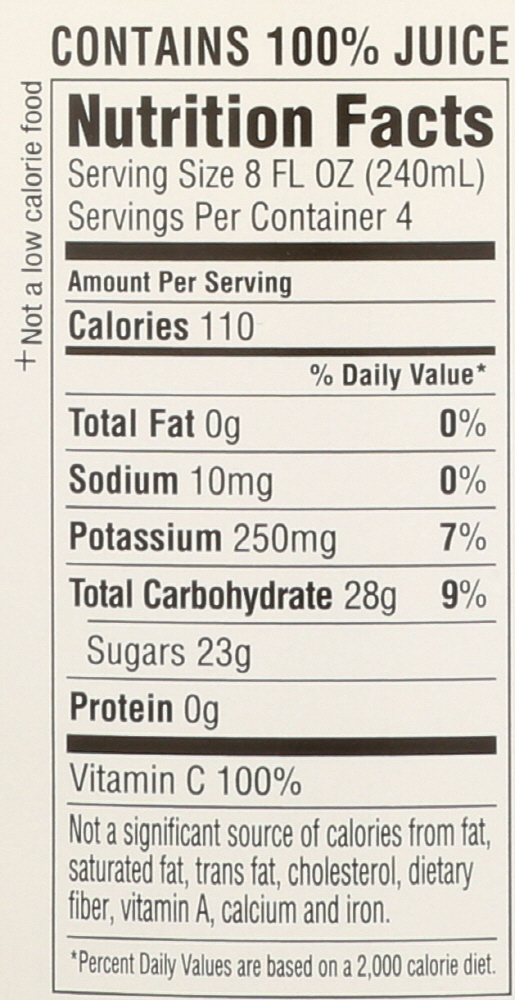 CONTAINS 100% JUICE
†Not a low calorie food
Nutrition Facts
Serving Size 8 FL OZ (240mL)
Servings Per Container 4
Amount Per Serving
Calories 110
% Daily Value*
Total Fat 0g 0%
Sodium 10mg 0%
Potassium 250mg 7%
Total Carbohydrate 28g 9%
Sugars 23g
Protein 0g
Vitamin C 100%
Not a significant source of calories from fat,
saturated fat, trans fat, cholesterol, dietary
fiber, vitamin A, calcium and iron.
*Percent Daily Values are based on a 2,000 calorie diet.